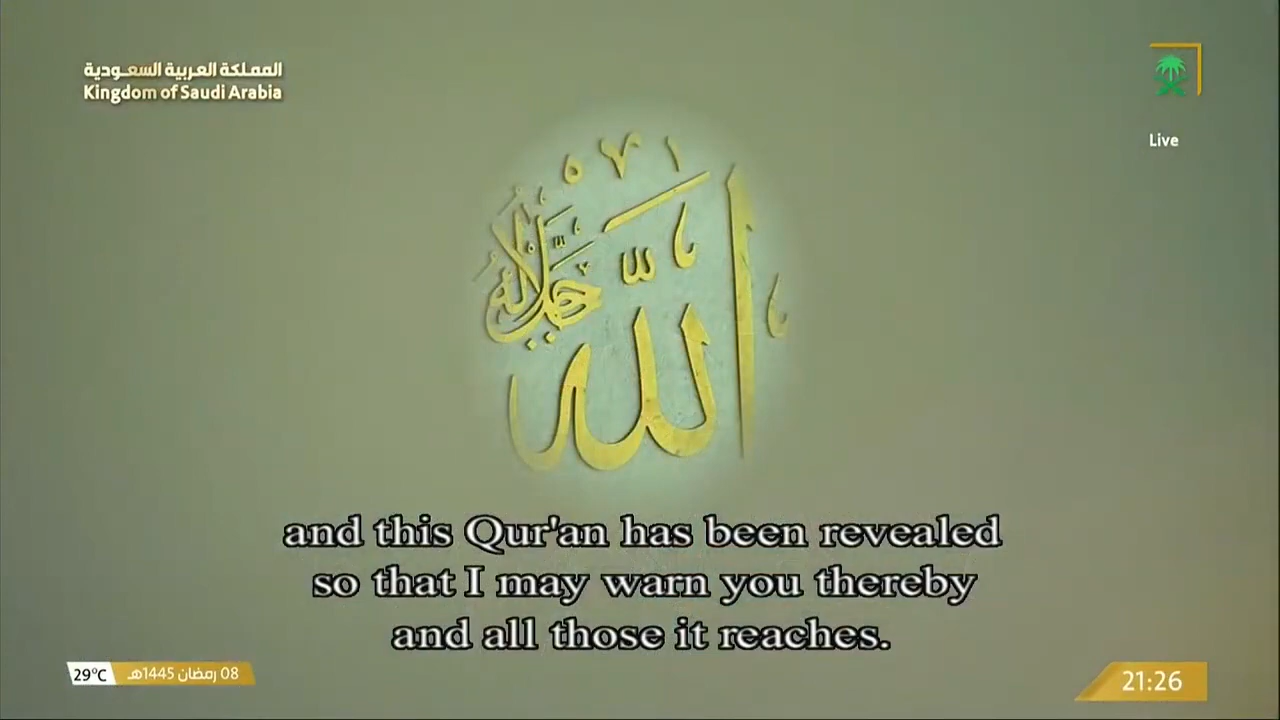 المملكة العربية السعودية
Kingdom of Saudi Arabia
Live
الله
جل جلاله
and this Qur'an has been revealed
so that I may warn you thereby
and all those it reaches.
29°C
08 رمضان 1445هـ
21:26